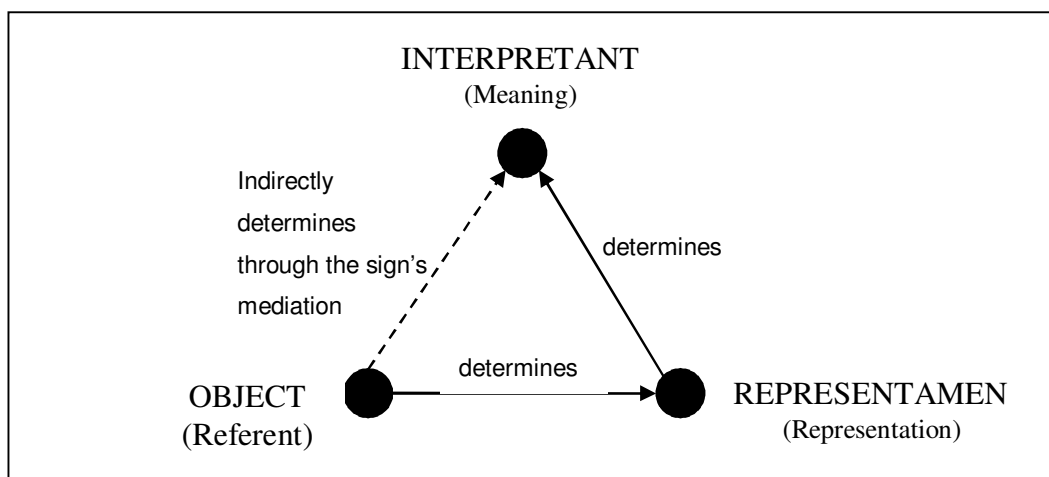 INTERPRETANT
(Meaning)
Indirectly
determines
through the sign's
mediation
determines
determines
OBJECT
(Referent)
REPRESENTAMEN
(Representation)